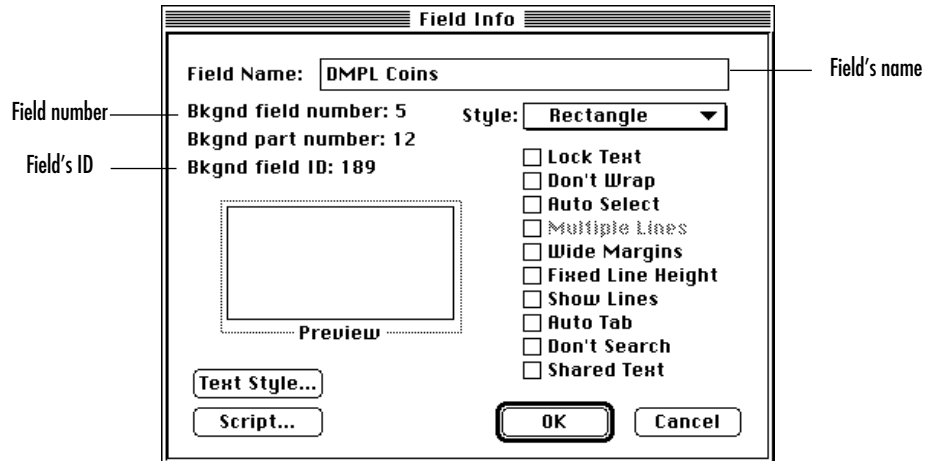 Field Info
Field Name: DMPL Coins
Field's name
Field number
Bkgnd field number: 5
Style: Rectangle
Bkgnd part number: 12
Field's ID
Bkgnd field ID: 189
Lock Text
Don't Wrap
Auto Select
Multiple Lines
Wide Margins
Fixed Line Height
Show Lines
Auto Tab
Don't Search
Shared Text
Preview
Text Style...
Script...
OK
Cancel